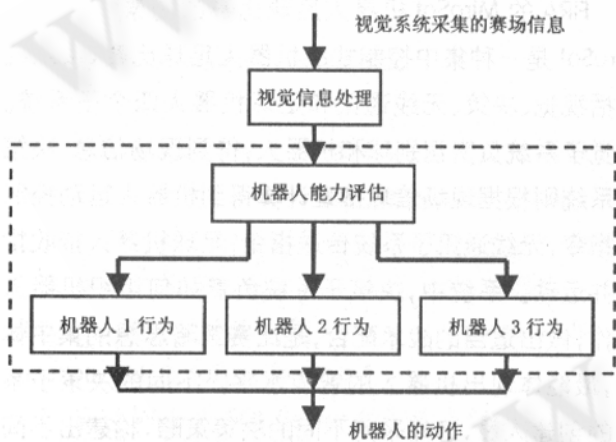 视觉系统采集的赛场信息
视觉信息处理
机器人能力评估
机器人 1 行为
机器人 2 行为
机器人 3 行为
机器人的动作